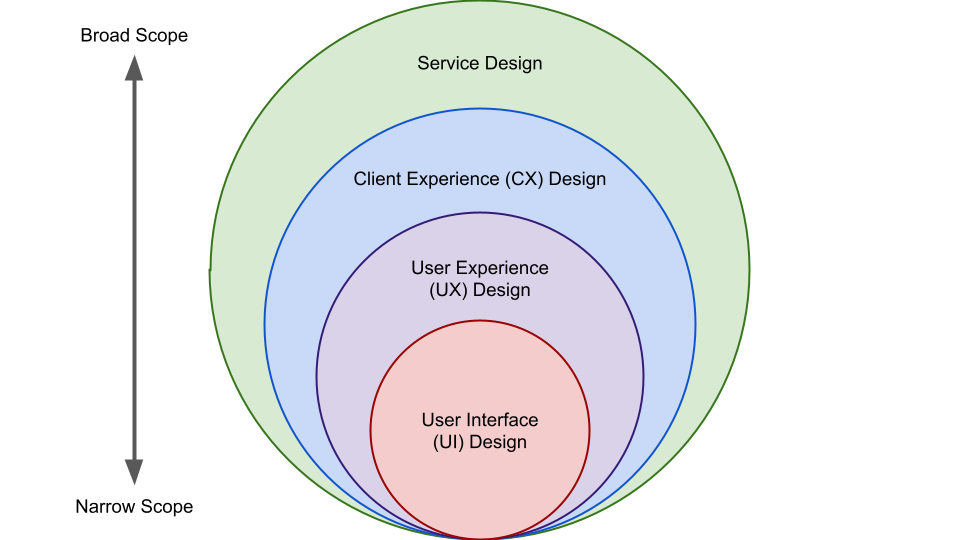 Broad Scope
Service Design
Client Experience (CX) Design
User Experience
(UX) Design
User Interface
(UI) Design
Narrow Scope